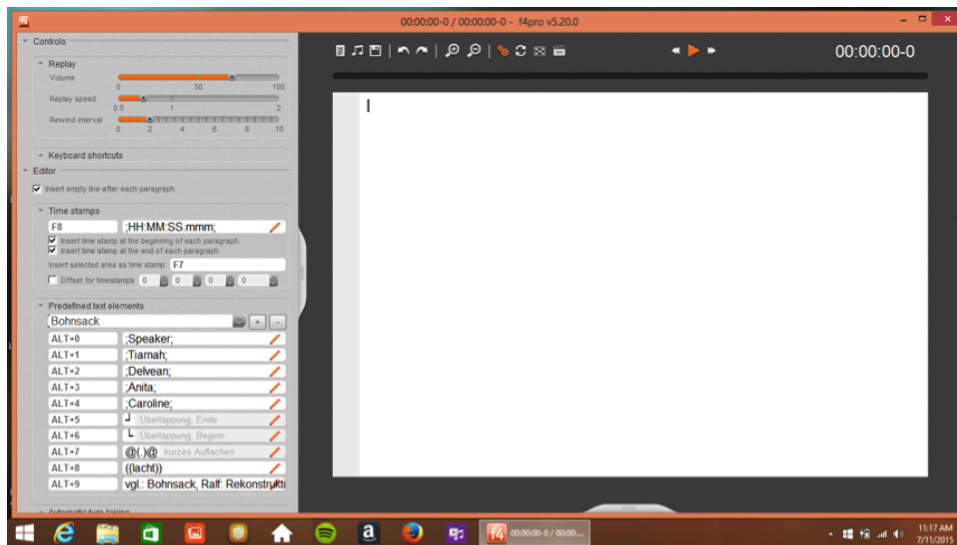 f4
00:00:00-0 / 00:00:00-0 - f4pro v5.20.0
Controls
Replay
Volume
0 50 100
Replay speed
0.5 1 2
Rewind interval
0 2 4 6 8 10
Keyboard shortcuts
Editor
Insert empty line after each paragraph.
Time stamps
F8 ;HH:MM:SS.mmm;
Insert time stamp at the beginning of each paragraph.
Insert time stamp at the end of each paragraph
Insert selected area as time stamp: F7
Offset for timestamps 0 0 0 0
Predefined text elements
Bohnsack + -
ALT+0 ;Speaker;
ALT+1 ;Tiarnah;
ALT+2 ;Delvean;
ALT+3 ;Anita;
ALT+4 ;Caroline;
ALT+5 ┘ Überlappung, Ende
ALT+6 └ Überlappung, Beginn
ALT+7 @(.)@ kurzes Auflachen
ALT+8 ((lacht))
ALT+9 vgl.: Bohnsack, Ralf: Rekonstrukti
Automatic turn taking
00:00:00-0
e a f4 00:00:00-0 / 00:00...
11:17 AM
7/11/2015